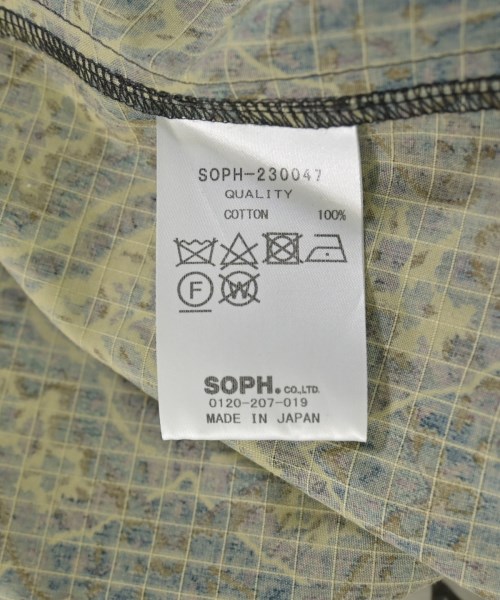 SOPH-230047
QUALITY
COTTON 100%
F W
SOPH. CO.,LTD.
0120-207-019
MADE IN JAPAN